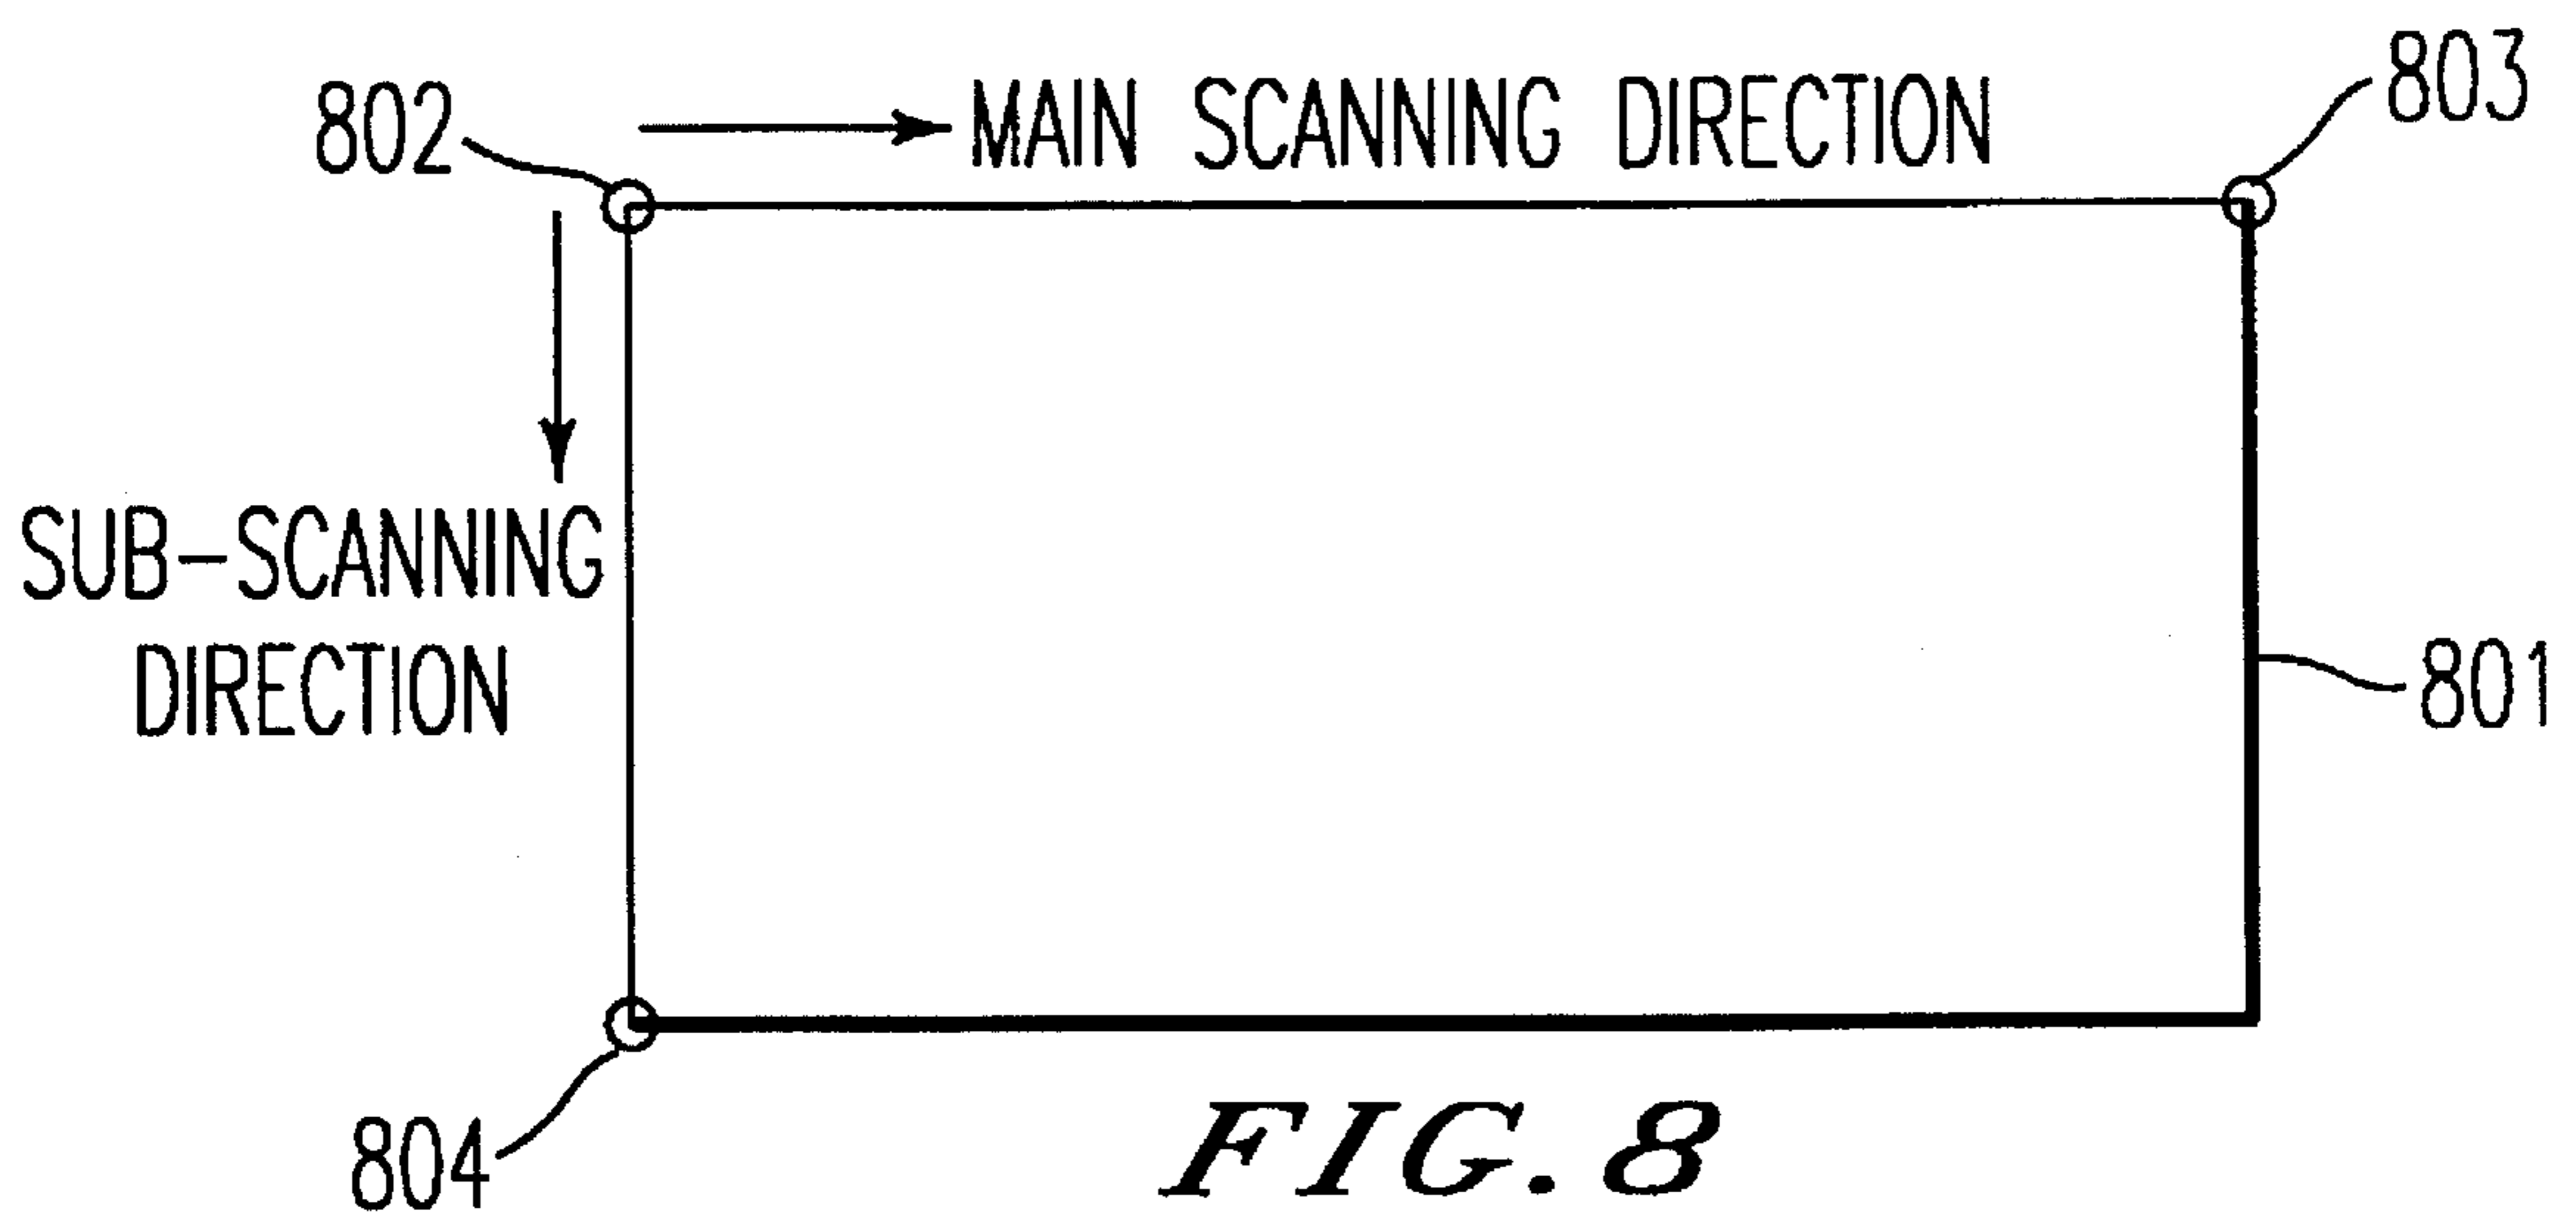 803
802
MAIN SCANNING DIRECTION
SUB-SCANNING
DIRECTION
801
804
FIG. 8